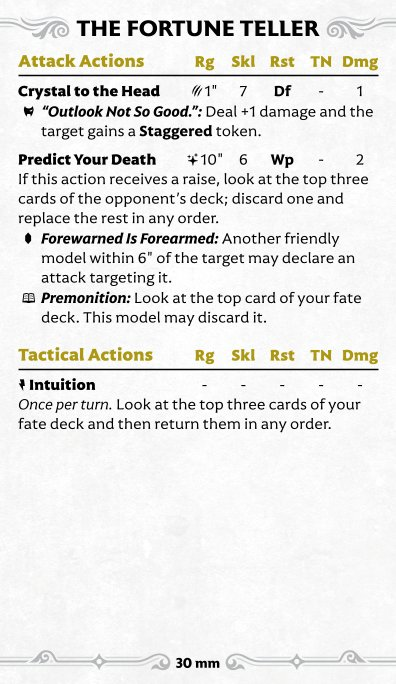 THE FORTUNE TELLER
Attack Actions Rg Skl Rst TN Dmg
Crystal to the Head 1" 7 Df - 1
“Outlook Not So Good.”: Deal +1 damage and the
target gains a Staggered token.
Predict Your Death 10" 6 Wp - 2
If this action receives a raise, look at the top three
cards of the opponent’s deck; discard one and
replace the rest in any order.
Forewarned Is Forearmed: Another friendly
model within 6" of the target may declare an
attack targeting it.
Premonition: Look at the top card of your fate
deck. This model may discard it.
Tactical Actions Rg Skl Rst TN Dmg
Intuition - - - - -
Once per turn. Look at the top three cards of your
fate deck and then return them in any order.
30 mm